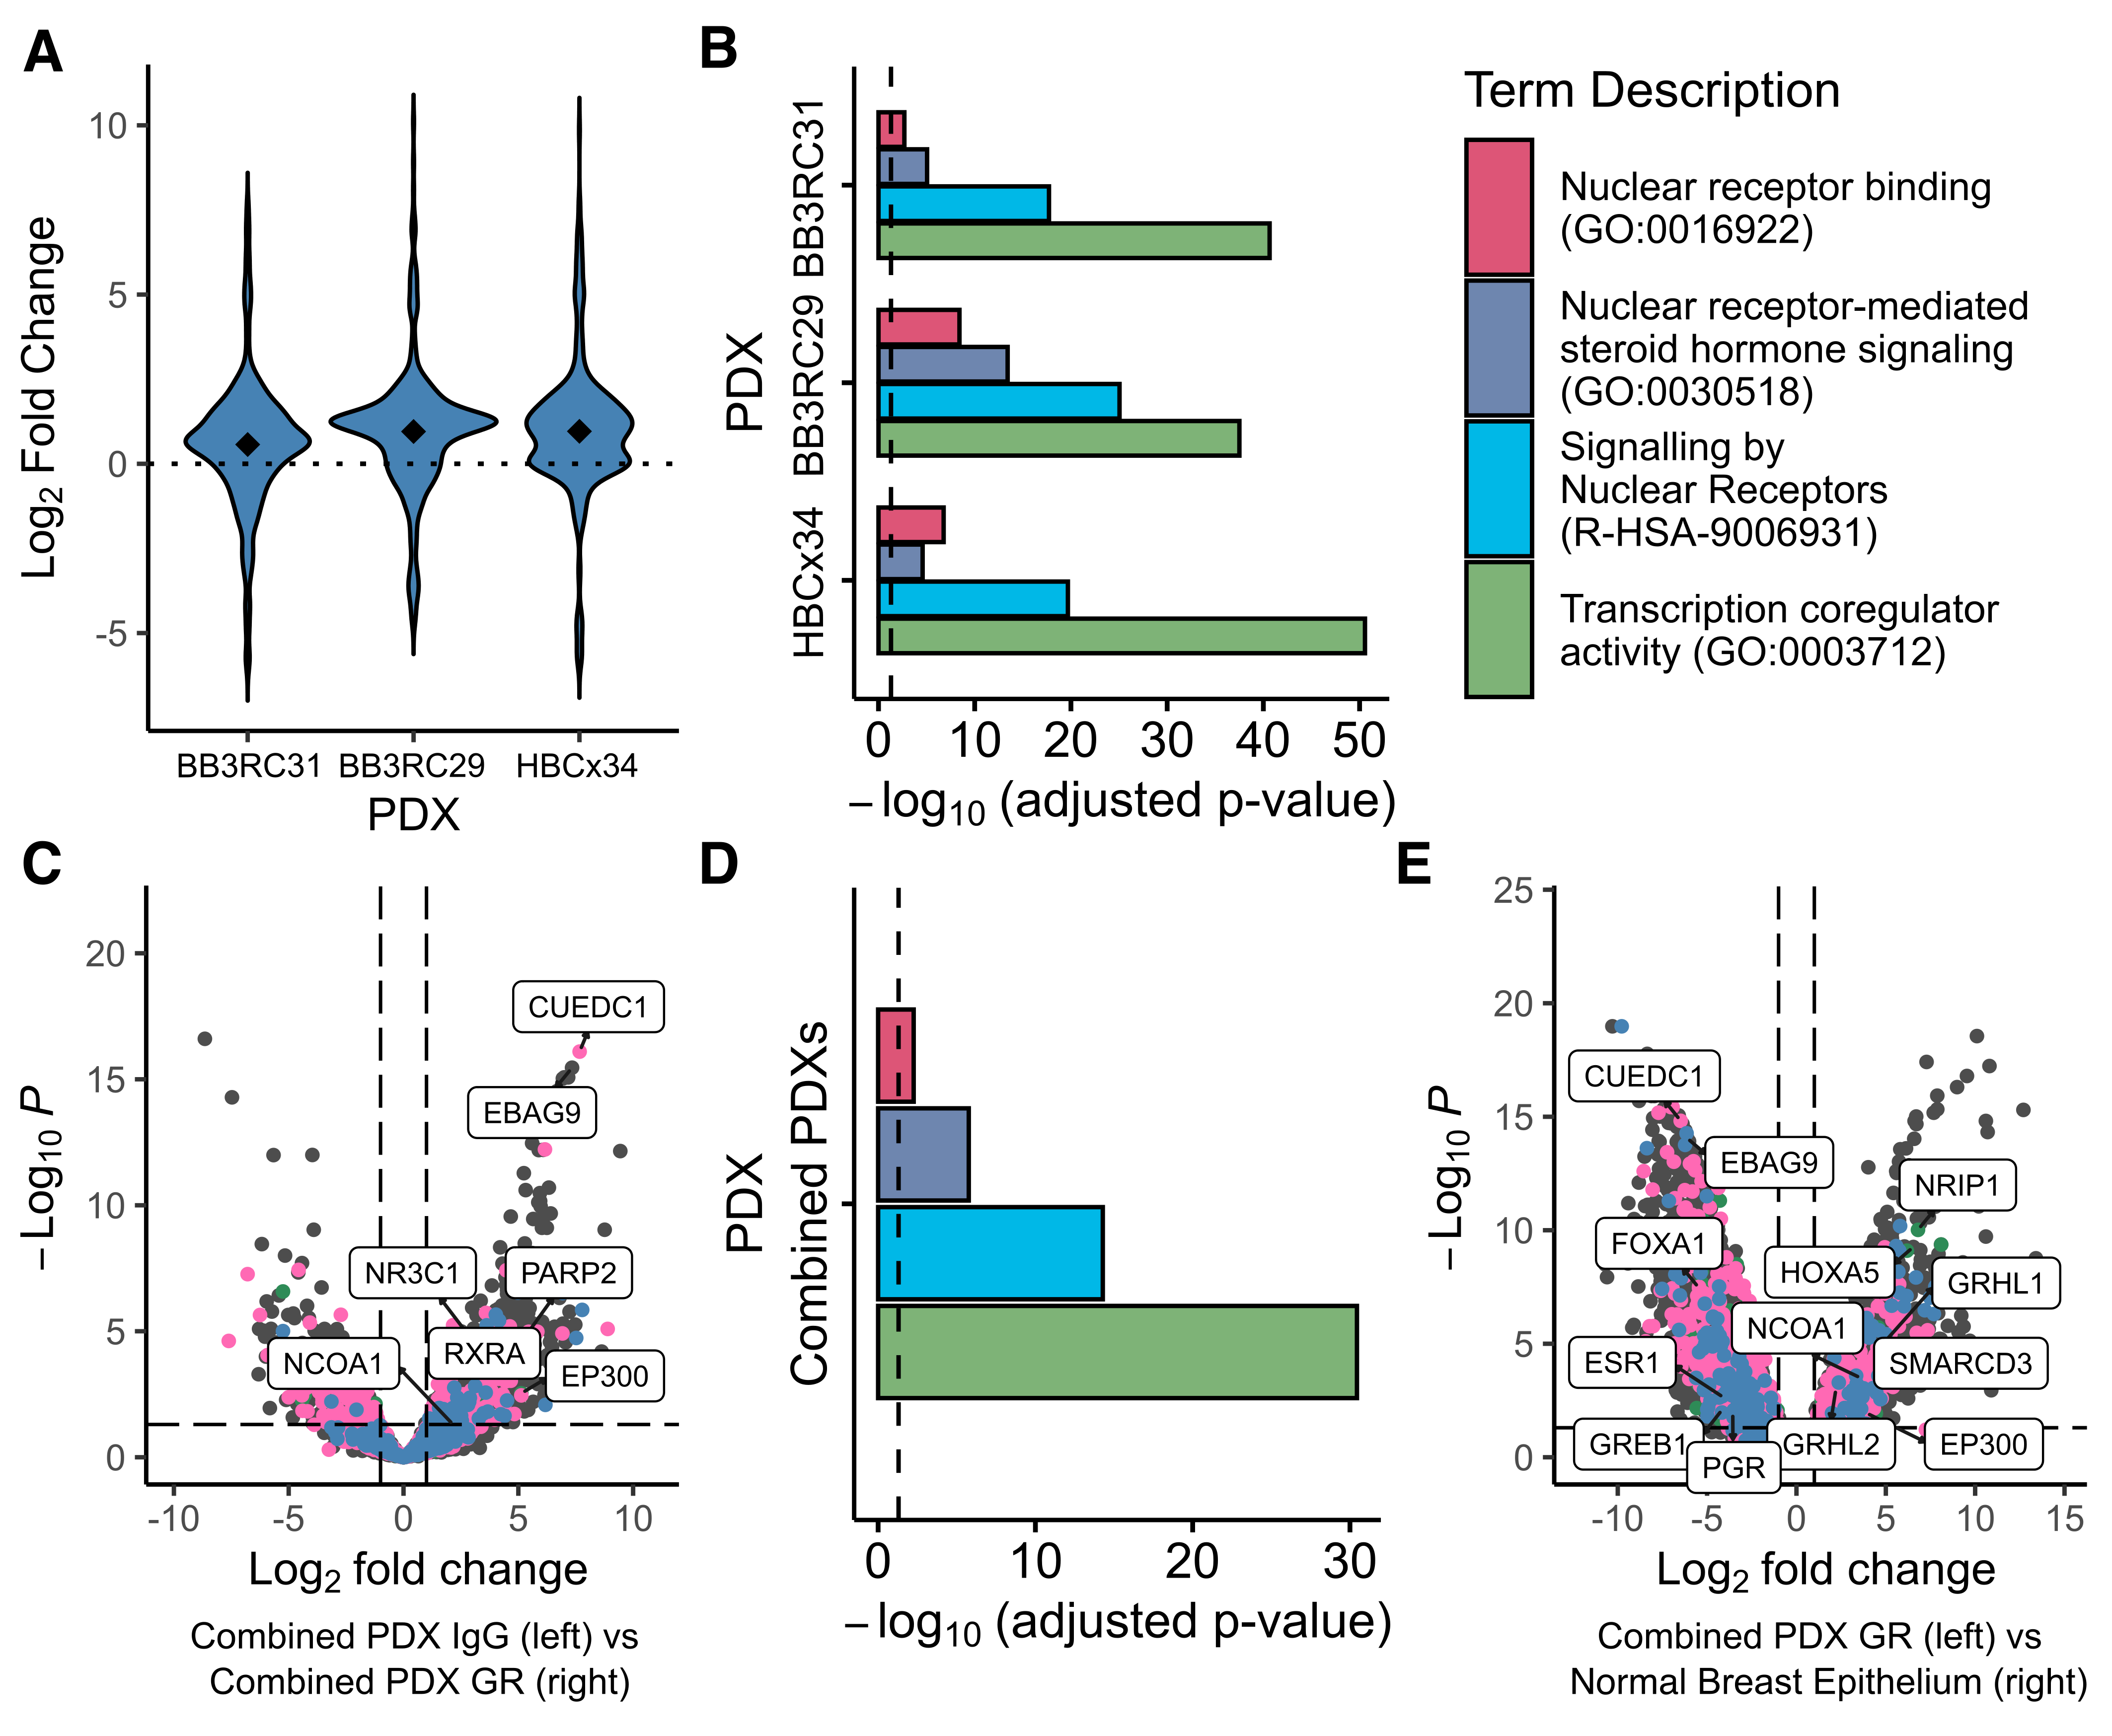 A
Log2 Fold Change
10
5
0
-5
BB3RC31 BB3RC29 HBCx34
PDX
B
PDX
BB3RC31
BB3RC29
HBCx34
0 10 20 30 40 50
–log10 (adjusted p-value)
Term Description
Nuclear receptor binding
(GO:0016922)
Nuclear receptor-mediated
steroid hormone signaling
(GO:0030518)
Signalling by
Nuclear Receptors
(R-HSA-9006931)
Transcription coregulator
activity (GO:0003712)
C
–Log10 P
20
15
10
5
0
CUEDC1
EBAG9
NR3C1
PARP2
NCOA1
RXRA
EP300
-10 -5 0 5 10
Log2 fold change
Combined PDX IgG (left) vs
Combined PDX GR (right)
D
PDX
Combined PDXs
0 10 20 30
–log10 (adjusted p-value)
E
–Log10 P
25
20
15
10
5
0
CUEDC1
EBAG9
NRIP1
FOXA1
HOXA5
GRHL1
NCOA1
ESR1
SMARCD3
GREB1
PGR
GRHL2
EP300
-10 -5 0 5 10 15
Log2 fold change
Combined PDX GR (left) vs
Normal Breast Epithelium (right)